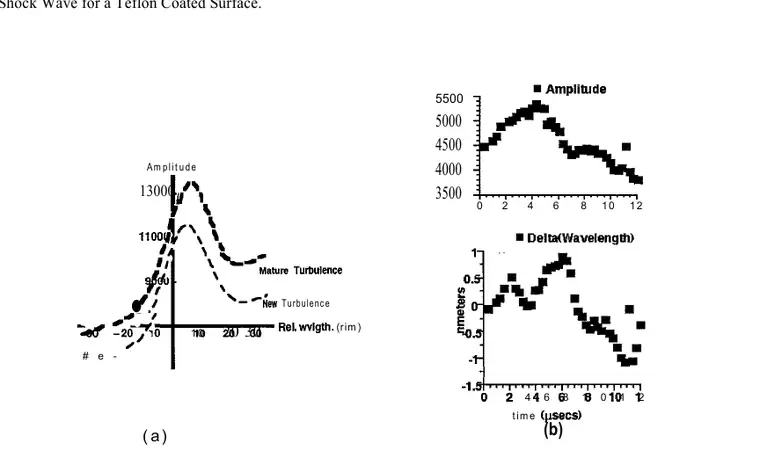 Shock Wave for a Teflon Coated Surface.
Amplitude
13000
11000
9000
Mature Turbulence
New Turbulence
-20 10 20 30 Rel. wvlgth. (rim)
# e -
(a)
Amplitude
5500
5000
4500
4000
3500
0 2 4 6 8 10 12
Delta(Wavelength)
1
0.5
0
-0.5
-1
-1.5
nmeters
0 2 4 6 8 10 12
time (µsecs)
(b)